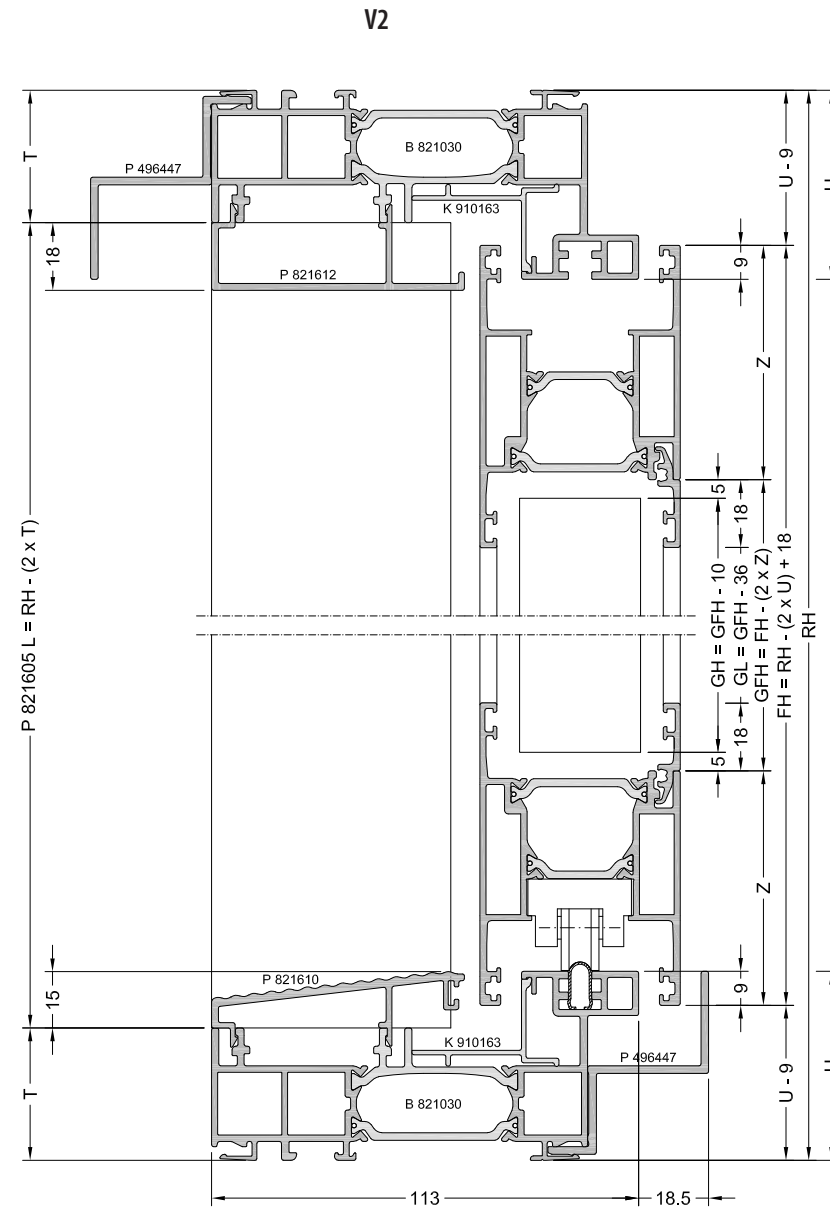 V2
T
P 496447
B 821030
K 910163
U - 9
U
18
P 821612
9
Z
5
18
P 821605 L = RH - (2 x T)
GH = GFH - 10
GL = GFH - 36
GFH = FH - (2 x Z)
FH = RH - (2 x U) + 18
RH
18
5
Z
15
P 821610
9
K 910163
P 496447
T
B 821030
U - 9
U
113
18.5